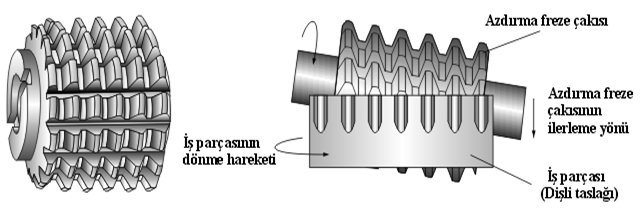 Azdırma freze çakısı
Azdırma freze
çakısının
ilerleme yönü
İş parçasının
dönme hareketi
İş parçası
(Dişli taslağı)